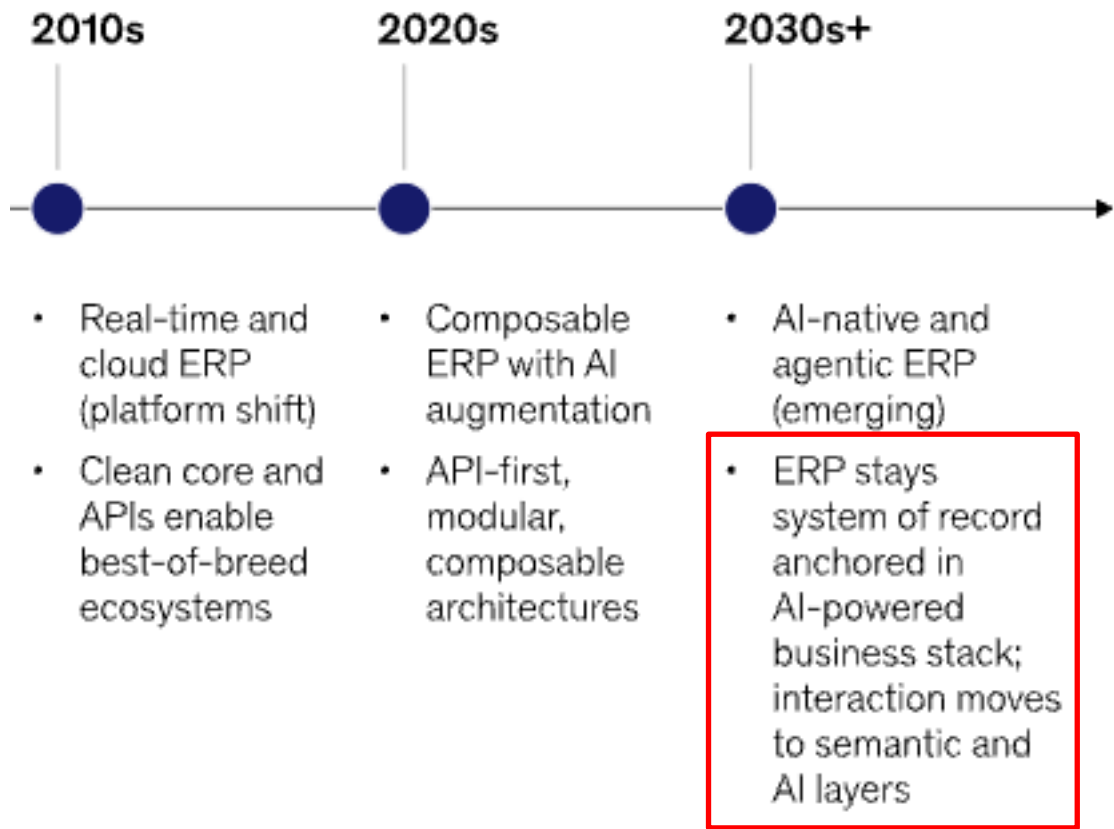 2010s
2020s
2030s+
• Real-time and
cloud ERP
(platform shift)
• Clean core and
APIs enable
best-of-breed
ecosystems
• Composable
ERP with AI
augmentation
• API-first,
modular,
composable
architectures
• AI-native and
agentic ERP
(emerging)
• ERP stays
system of record
anchored in
AI-powered
business stack;
interaction moves
to semantic and
AI layers